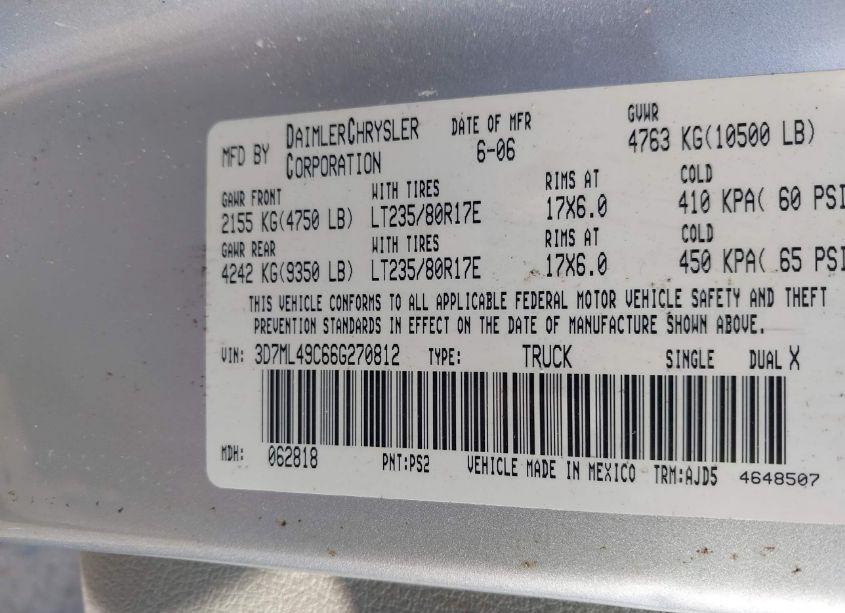 MFD BY DAIMLERCHRYSLER CORPORATION DATE OF MFR 6-06 GVWR 4763 KG(10500 LB)
GAWR FRONT WITH TIRES RIMS AT COLD
2155 KG(4750 LB) LT235/80R17E 17X6.0 410 KPA( 60 PSI
GAWR REAR WITH TIRES RIMS AT COLD
4242 KG(9350 LB) LT235/80R17E 17X6.0 450 KPA( 65 PSI
THIS VEHICLE CONFORMS TO ALL APPLICABLE FEDERAL MOTOR VEHICLE SAFETY AND THEFT
PREVENTION STANDARDS IN EFFECT ON THE DATE OF MANUFACTURE SHOWN ABOVE.
VIN: 3D7ML49C66G270812 TYPE: TRUCK SINGLE DUAL X
MDH: 062818 PNT:PS2 VEHICLE MADE IN MEXICO TRM:AJD5 4648507